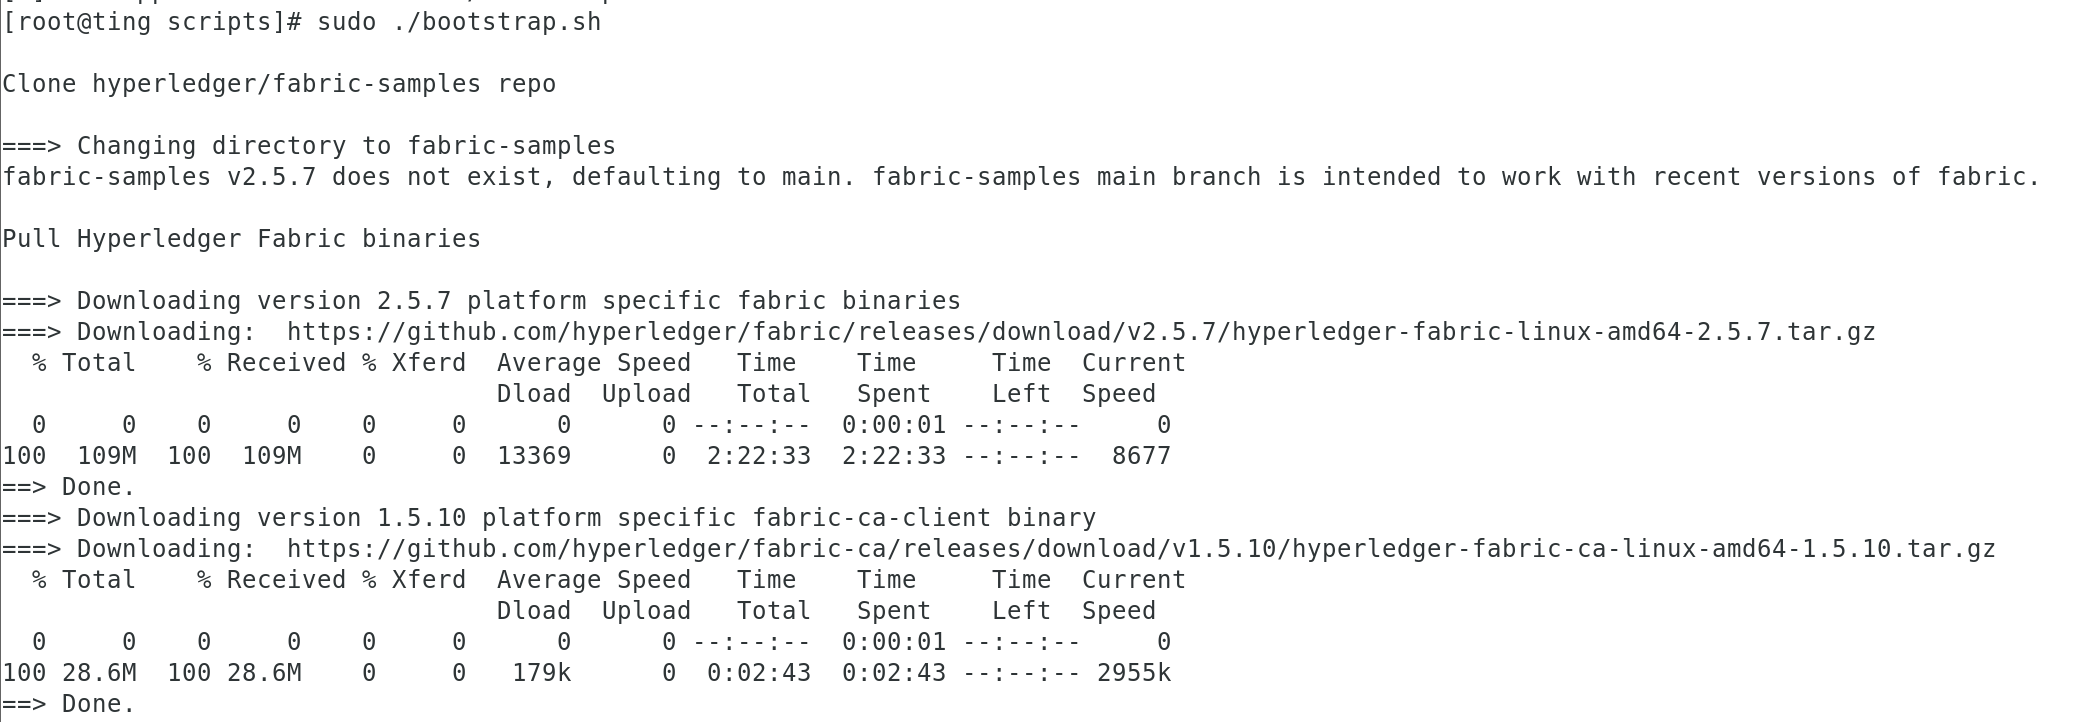 [root@ting scripts]# sudo ./bootstrap.sh
Clone hyperledger/fabric-samples repo
===> Changing directory to fabric-samples
fabric-samples v2.5.7 does not exist, defaulting to main. fabric-samples main branch is intended to work with recent versions of fabric.
Pull Hyperledger Fabric binaries
===> Downloading version 2.5.7 platform specific fabric binaries
===> Downloading:  https://github.com/hyperledger/fabric/releases/download/v2.5.7/hyperledger-fabric-linux-amd64-2.5.7.tar.gz
  % Total    % Received % Xferd  Average Speed   Time    Time     Time  Current
                                 Dload  Upload   Total   Spent    Left  Speed
  0     0    0     0    0     0      0      0 --:--:--  0:00:01 --:--:--     0
100  109M  100  109M    0     0  13369      0  2:22:33  2:22:33 --:--:--  8677
==> Done.
===> Downloading version 1.5.10 platform specific fabric-ca-client binary
===> Downloading:  https://github.com/hyperledger/fabric-ca/releases/download/v1.5.10/hyperledger-fabric-ca-linux-amd64-1.5.10.tar.gz
  % Total    % Received % Xferd  Average Speed   Time    Time     Time  Current
                                 Dload  Upload   Total   Spent    Left  Speed
  0     0    0     0    0     0      0      0 --:--:--  0:00:01 --:--:--     0
100 28.6M  100 28.6M    0     0   179k      0  0:02:43  0:02:43 --:--:-- 2955k
==> Done.